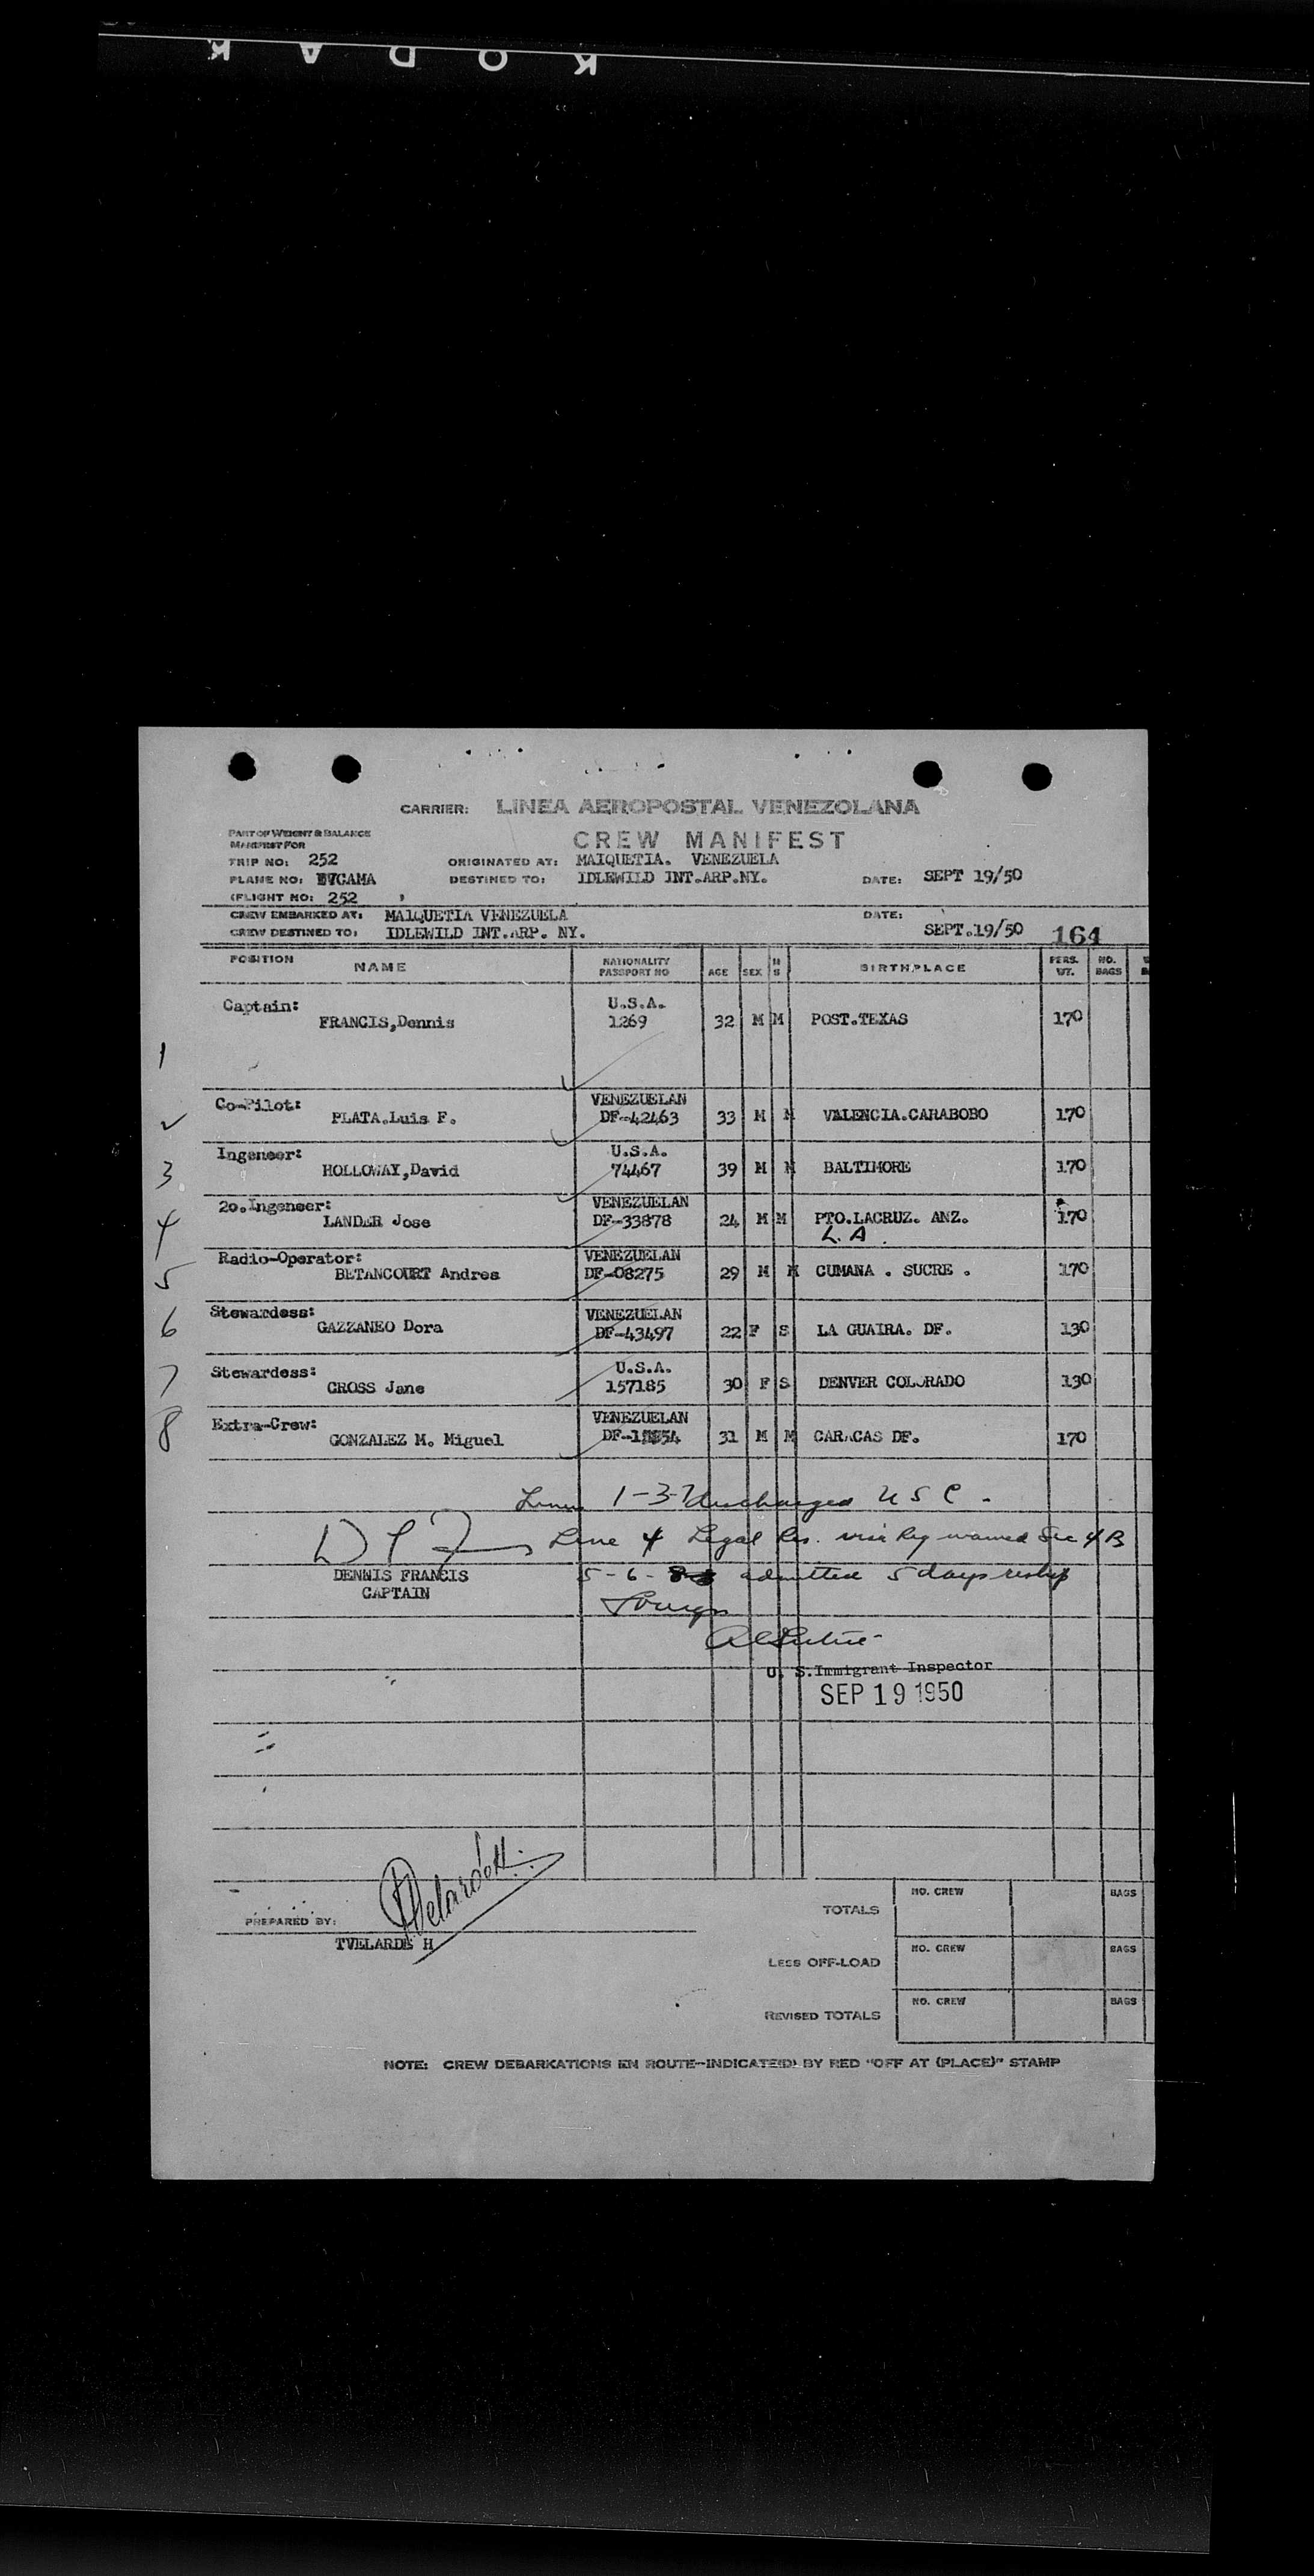 KODAK
CARRIER: LINEA AEROPOSTAL VENEZOLANA
PART OF WEIGHT & BALANCE
MANIFEST FOR
CREW MANIFEST
TRIP NO: 252 ORIGINATED AT: MAIQUETIA. VENEZUELA
PLANE NO: DESTINED TO: IDLEWILD INT.ARP.NY. DATE: SEPT 19/50
(FLIGHT NO: 252
CREW EMBARKED AT: MAIQUETIA VENEZUELA DATE:
CREW DESTINED TO: IDLEWILD INT.ARP. NY. SEPT.19/50 164
POSITION NAME NATIONALITY PASSPORT NO AGE SEX M S BIRTHPLACE PERS. WT. NO. BAGS
Captain: U.S.A.
FRANCIS,Dennis 1269 32 M M POST.TEXAS 170
1
Co-Pilot: VENEZUELAN
2 PLATA.Luis F. DF-42463 33 M M VALENCIA.CARABOBO 170
Ingeneer: U.S.A.
3 HOLLOWAY,David 74467 39 M M BALTIMORE 170
2o.Ingeneer: VENEZUELAN
4 LANDER Jose DF-33878 24 M M PTO.LACRUZ. ANZ. 170
L.A.
Radio-Operator: VENEZUELAN
5 BETANCOURT Andres DF-08275 29 M M CUMANA . SUCRE . 170
Stewardess: VENEZUELAN
6 GAZZANEO Dora DF-43497 22 F S LA GUAIRA. DF. 130
Stewardess: U.S.A.
7 CROSS Jane 157185 30 F S DENVER COLORADO 130
Extra-Crew: VENEZUELAN
8 GONZALEZ M. Miguel 31 M M CARACAS DF. 170
Lines 1-3-7 USC.
Line 4 Legal Res. visa Reg waived Sec 4 B
DENNIS FRANCIS 5-6-8 admitted 5 days
CAPTAIN
U. S.Immigrant Inspector
SEP 19 1950
PREPARED BY:
TVELARDE H
TOTALS NO. CREW BAGS
LESS OFF-LOAD NO. CREW BAGS
REVISED TOTALS NO. CREW BAGS
NOTE: CREW DEBARKATIONS EN ROUTE-INDICATE(D) BY RED "OFF AT (PLACE)" STAMP